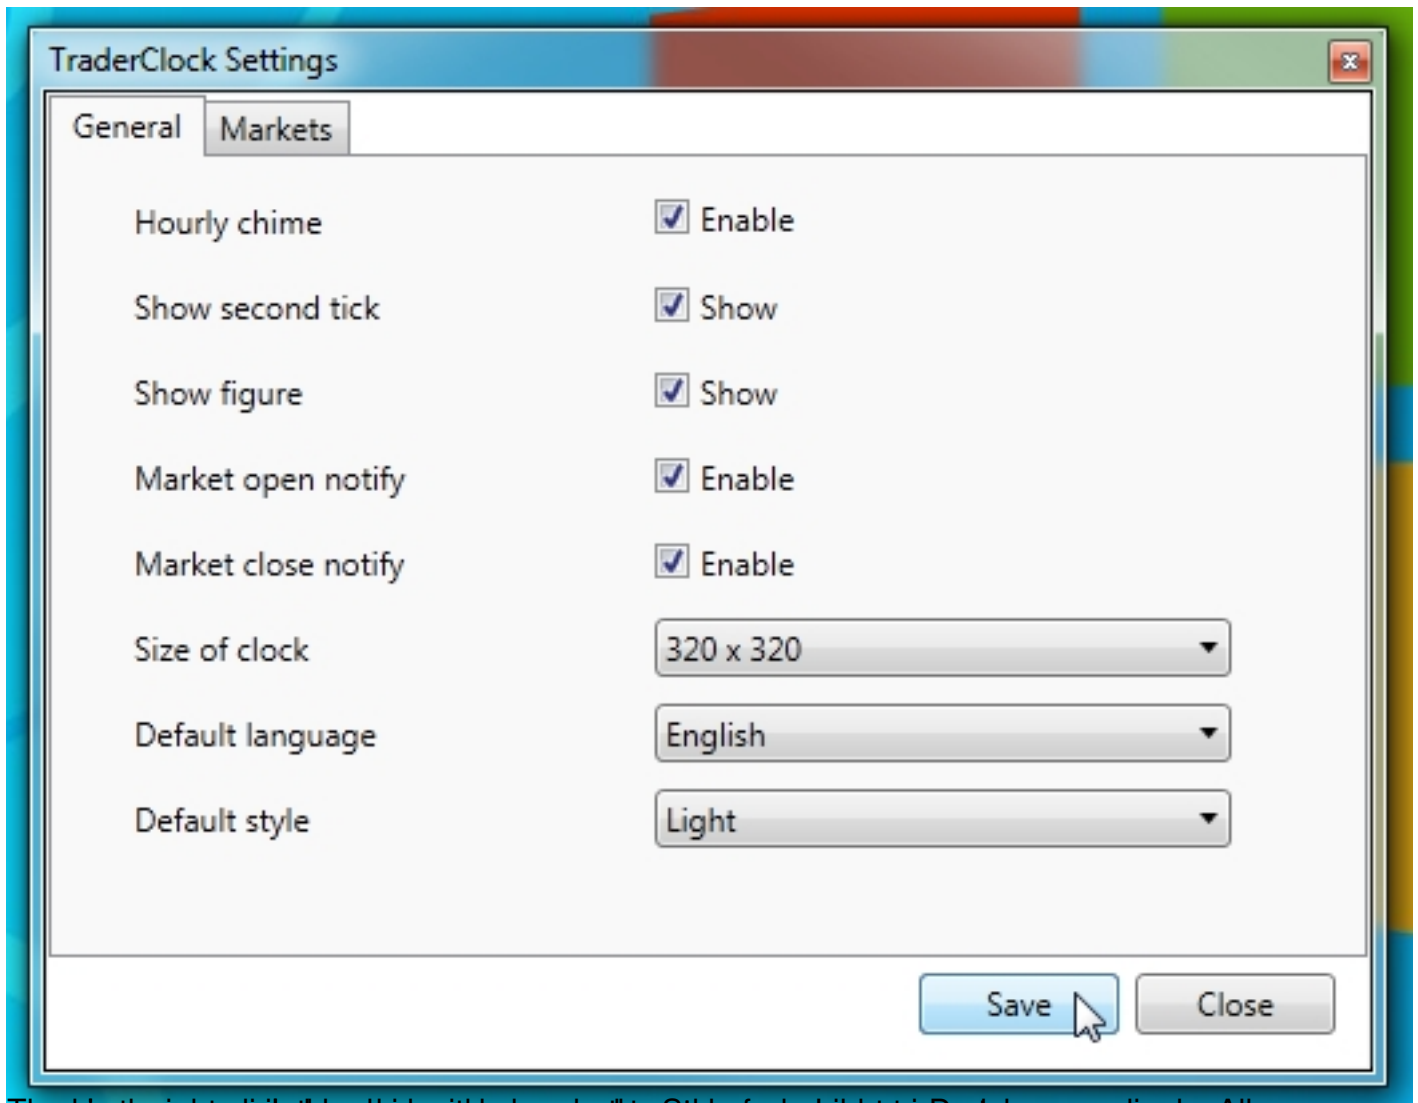 TraderClock Settings
General Markets
Hourly chime Enable
Show second tick Show
Show figure Show
Market open notify Enable
Market close notify Enable
Size of clock 320 x 320
Default language English
Default style Light
Save Close